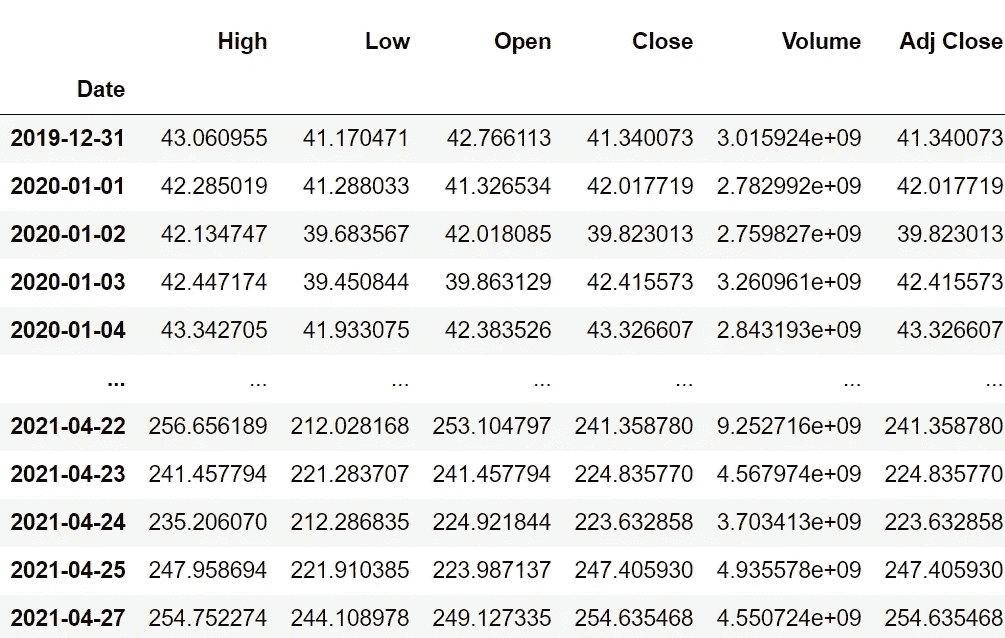 High Low Open Close Volume Adj Close
Date
2019-12-31 43.060955 41.170471 42.766113 41.340073 3.015924e+09 41.340073
2020-01-01 42.285019 41.288033 41.326534 42.017719 2.782992e+09 42.017719
2020-01-02 42.134747 39.683567 42.018085 39.823013 2.759827e+09 39.823013
2020-01-03 42.447174 39.450844 39.863129 42.415573 3.260961e+09 42.415573
2020-01-04 43.342705 41.933075 42.383526 43.326607 2.843193e+09 43.326607
... ... ... ... ... ... ...
2021-04-22 256.656189 212.028168 253.104797 241.358780 9.252716e+09 241.358780
2021-04-23 241.457794 221.283707 241.457794 224.835770 4.567974e+09 224.835770
2021-04-24 235.206070 212.286835 224.921844 223.632858 3.703413e+09 223.632858
2021-04-25 247.958694 221.910385 223.987137 247.405930 4.935578e+09 247.405930
2021-04-27 254.752274 244.108978 249.127335 254.635468 4.550724e+09 254.635468